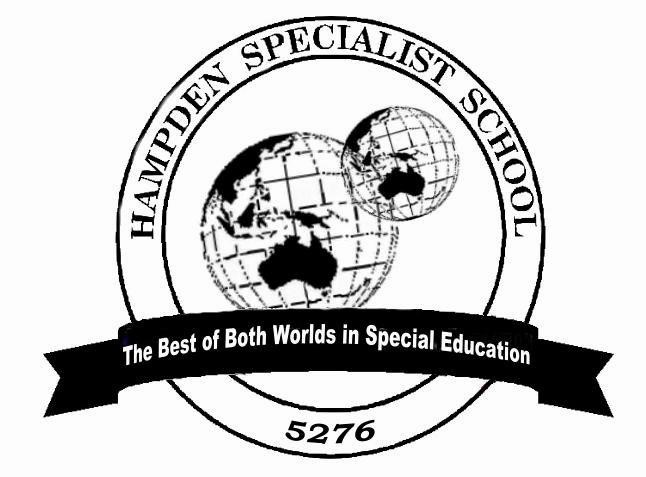 HAMPDEN SPECIALIST SCHOOL
The Best of Both Worlds in Special Education
5276